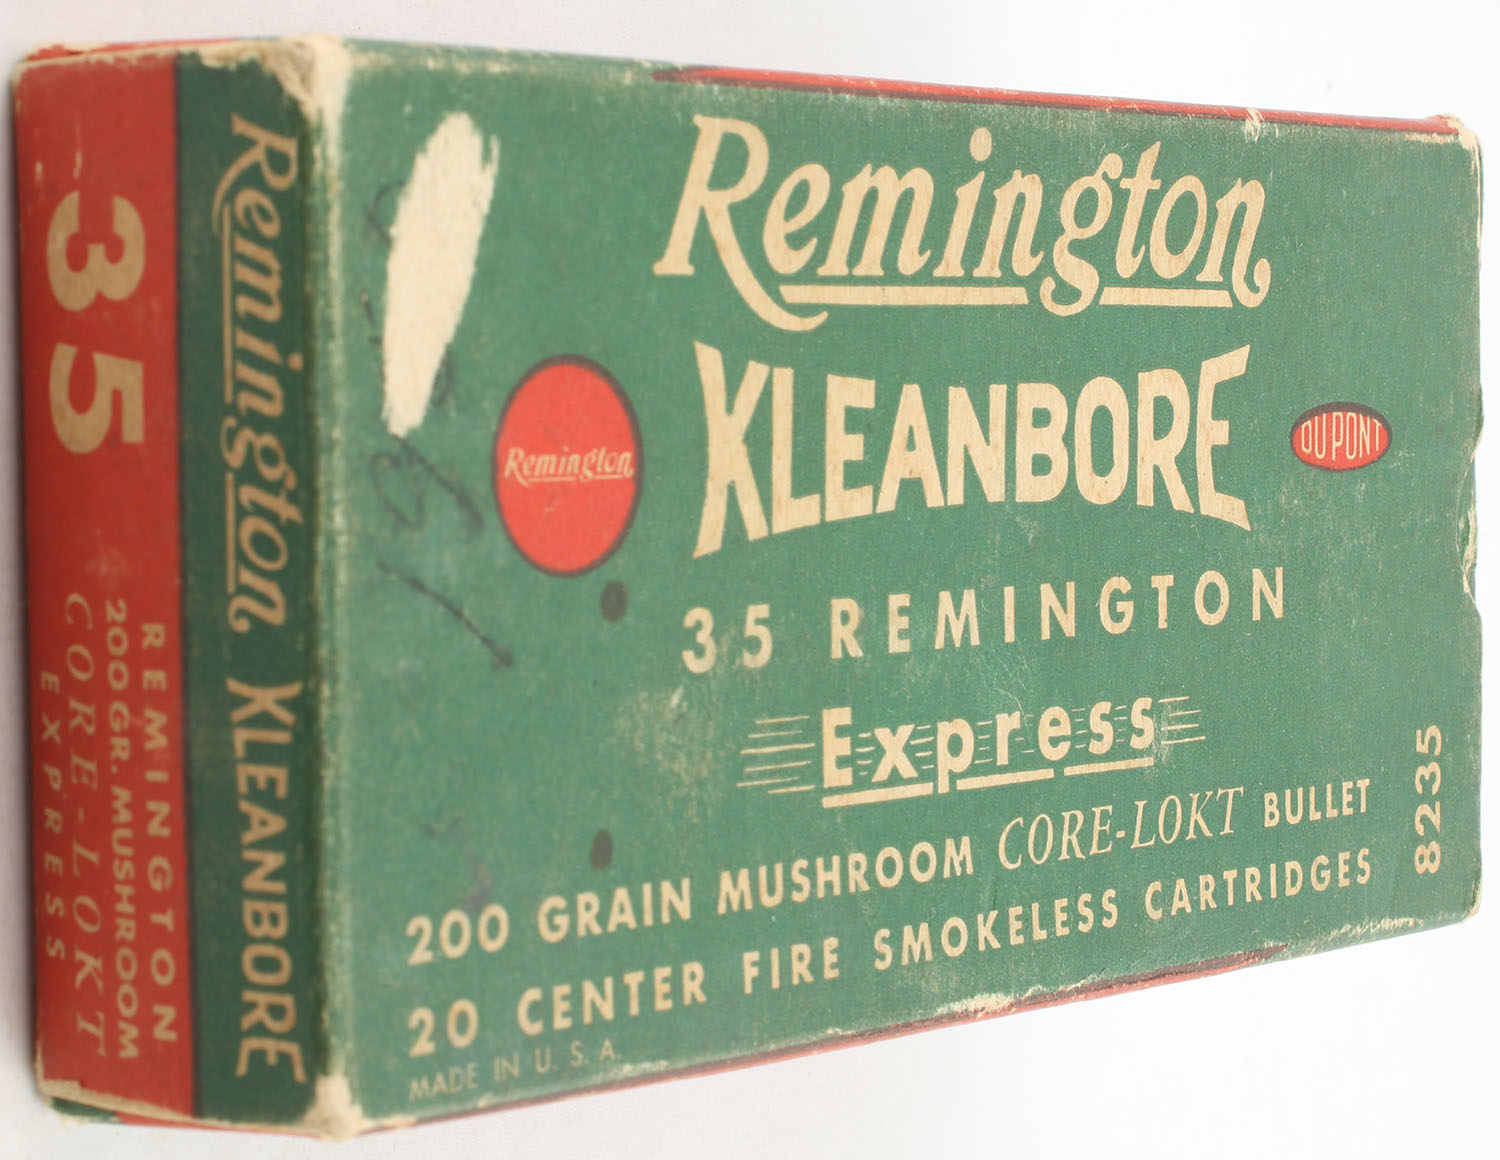 Remington
KLEANBORE
DU PONT
Remington
35 REMINGTON
Express
200 GRAIN MUSHROOM CORE-LOKT BULLET
20 CENTER FIRE SMOKELESS CARTRIDGES
MADE IN U. S. A.
8235
Remington KLEANBORE
35
REMINGTON
200 GR. MUSHROOM
CORE-LOKT
EXPRESS